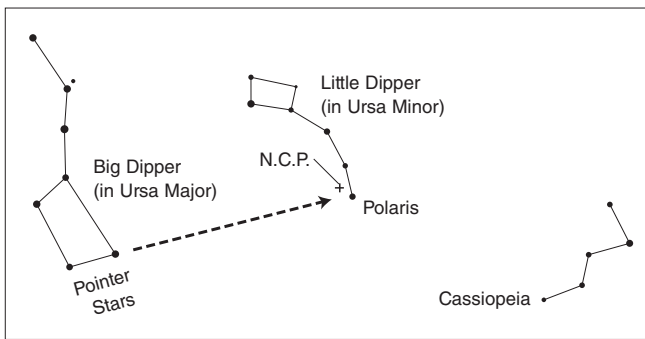 Little Dipper
(in Ursa Minor)
N.C.P.
Big Dipper
(in Ursa Major)
Polaris
Pointer
Stars
Cassiopeia